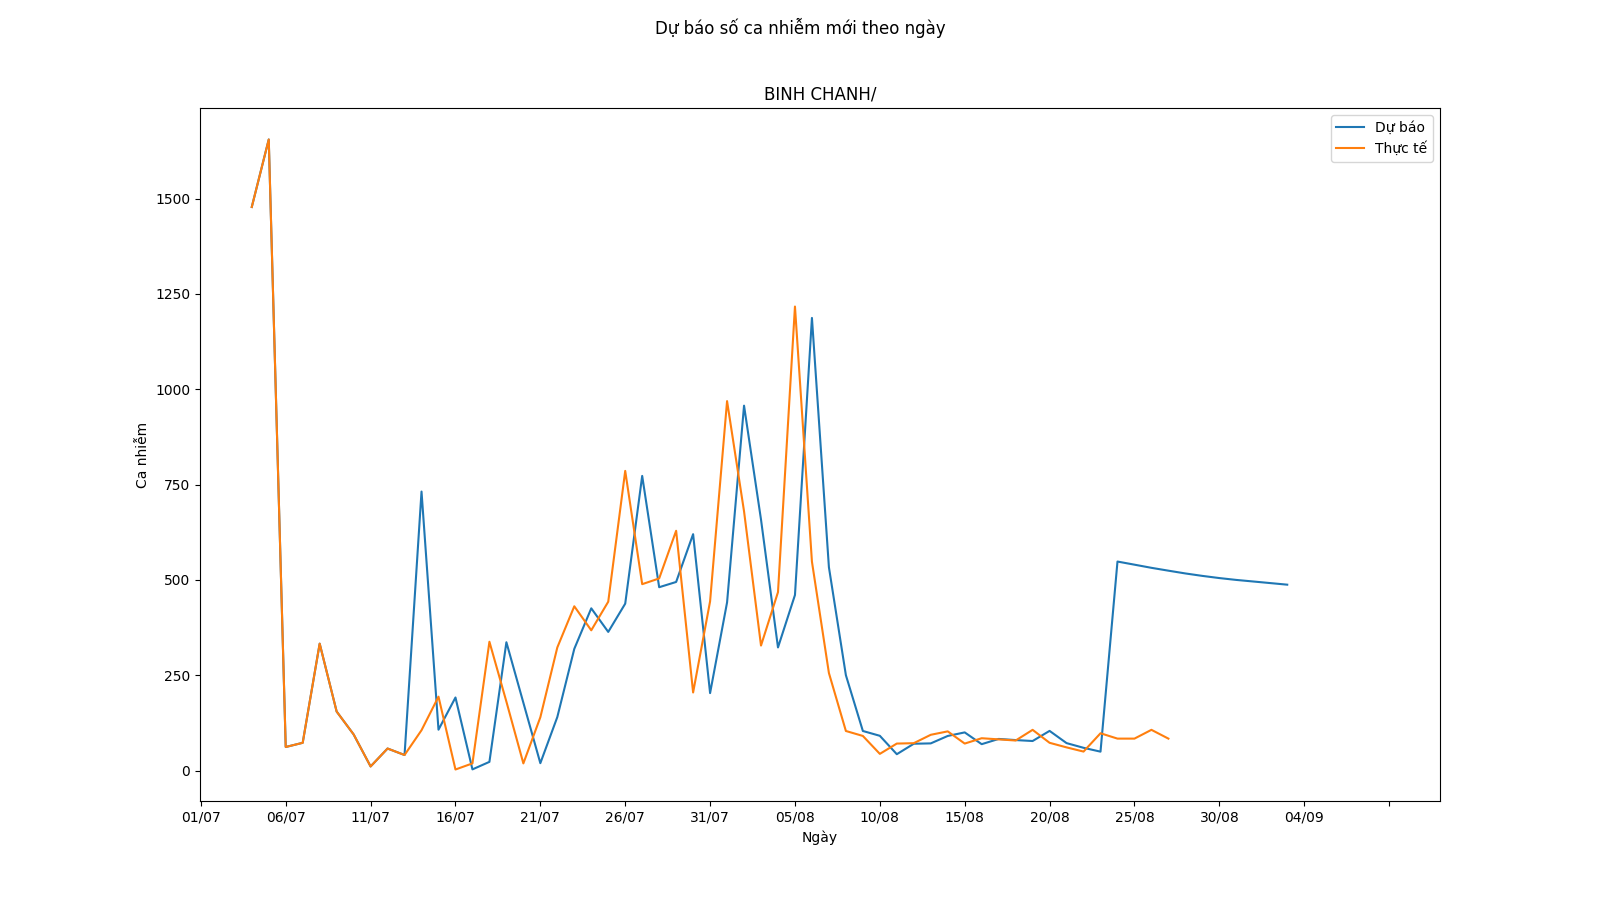 Dự báo số ca nhiễm mới theo ngày
BINH CHANH/
Dự báo
Thực tế
1500
1250
1000
750
500
250
0
Ca nhiễm
01/07 06/07 11/07 16/07 21/07 26/07 31/07 05/08 10/08 15/08 20/08 25/08 30/08 04/09
Ngày